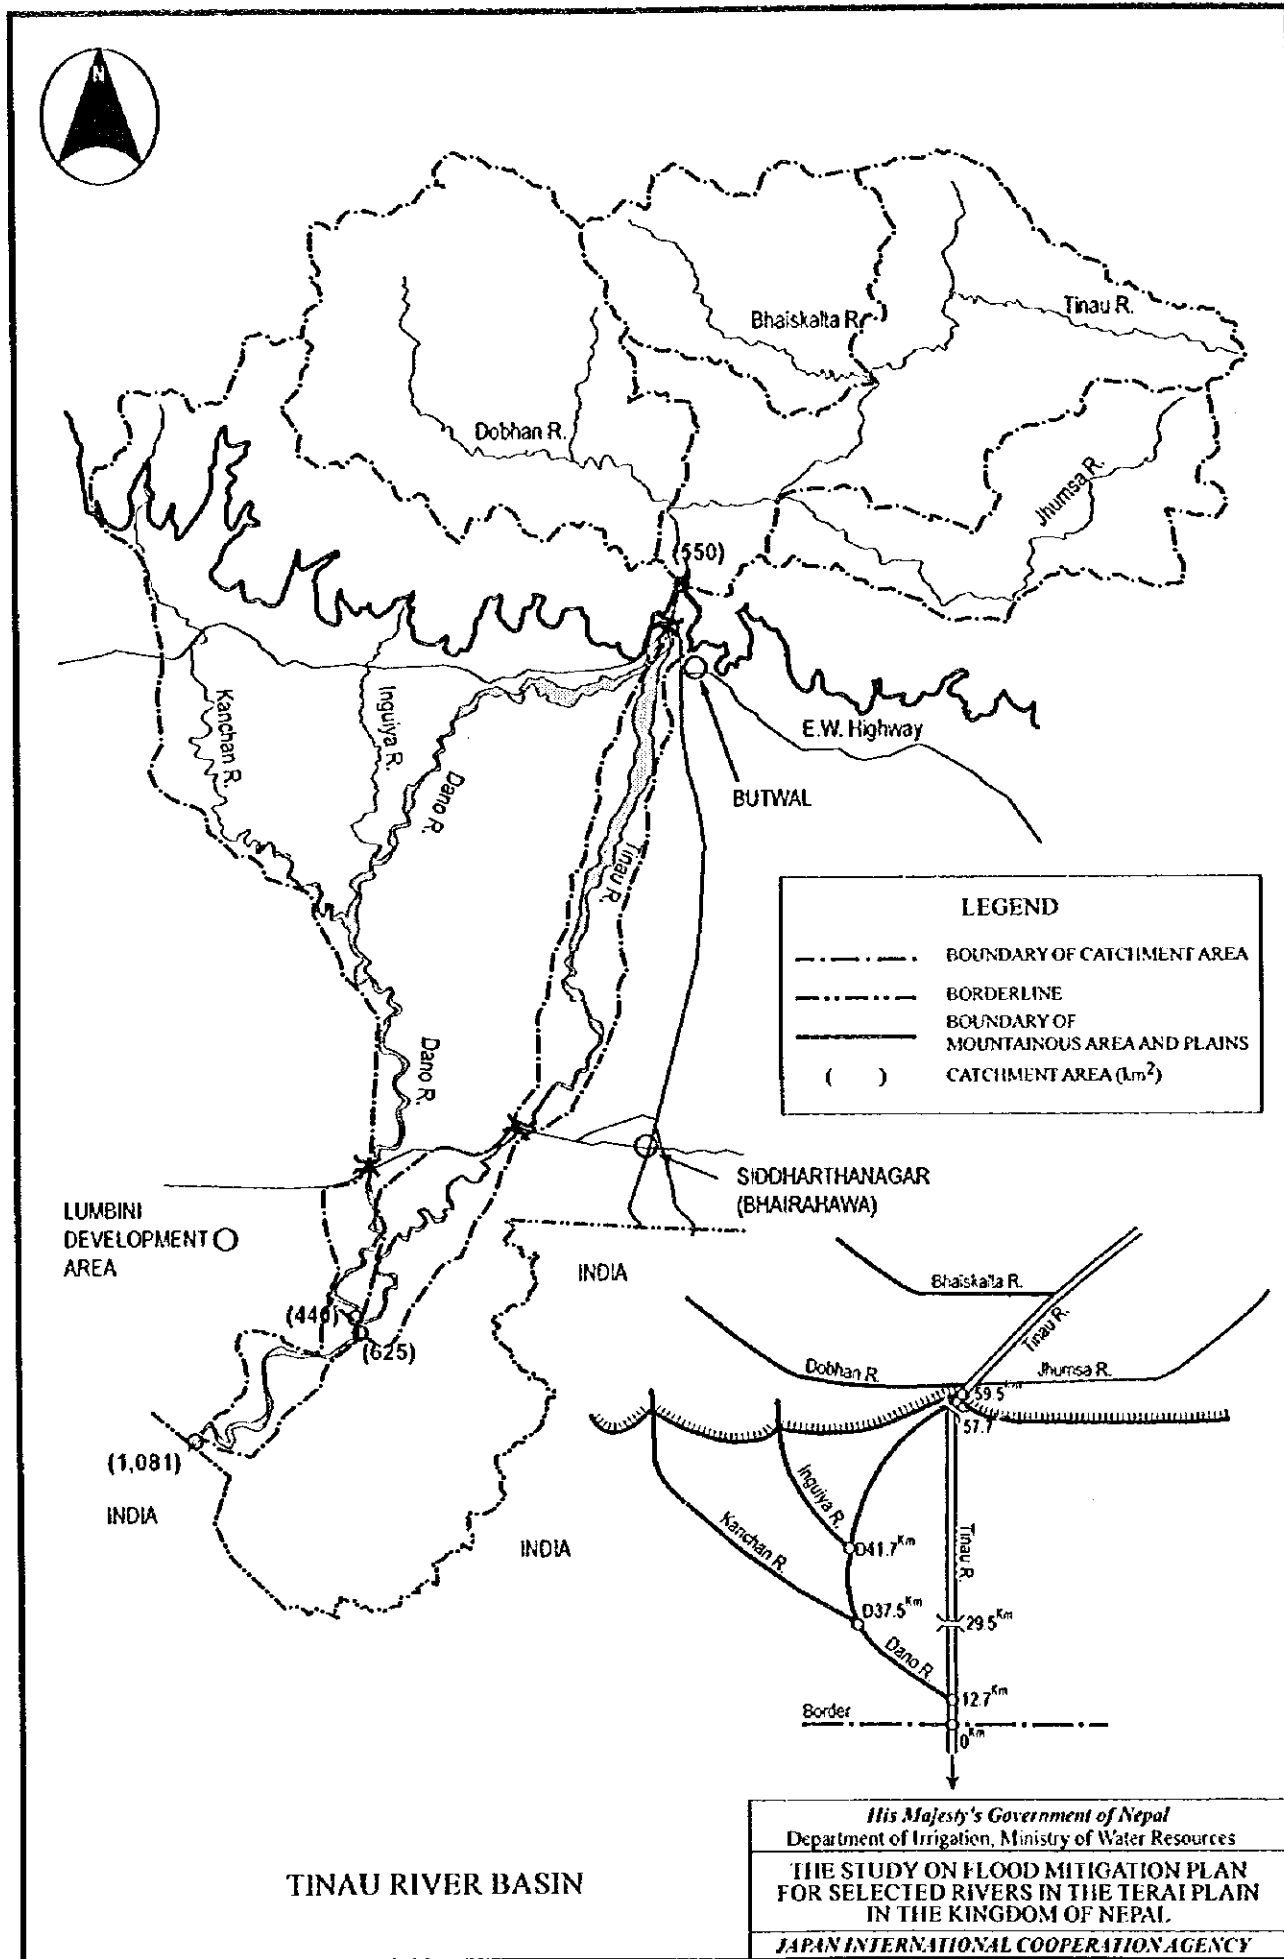 N
Bhaiskalta R.
Tinau R.
Dobhan R.
Jhumsa R.
(550)
Kanchan R.
Inguiya R.
Dano R.
E.W. Highway
BUTWAL
Tinau R.
LEGEND
BOUNDARY OF CATCHMENT AREA
BORDERLINE
BOUNDARY OF
MOUNTAINOUS AREA AND PLAINS
( ) CATCHMENT AREA (km²)
Dano R.
SIDDHARTHANAGAR
(BHAIRAHAWA)
LUMBINI
DEVELOPMENT
AREA
INDIA
(440)
(625)
(1,081)
INDIA
INDIA
Bhaiskalta R.
Tinau R.
Dobhan R.
Jhumsa R.
59.5Km
57.7
Inguiya R.
Kanchan R.
D41.7Km
Tinau R.
D37.5Km
29.5Km
Dano R.
12.7Km
Border
0Km
TINAU RIVER BASIN
His Majesty's Government of Nepal
Department of Irrigation, Ministry of Water Resources
THE STUDY ON FLOOD MITIGATION PLAN
FOR SELECTED RIVERS IN THE TERAI PLAIN
IN THE KINGDOM OF NEPAL
JAPAN INTERNATIONAL COOPERATION AGENCY